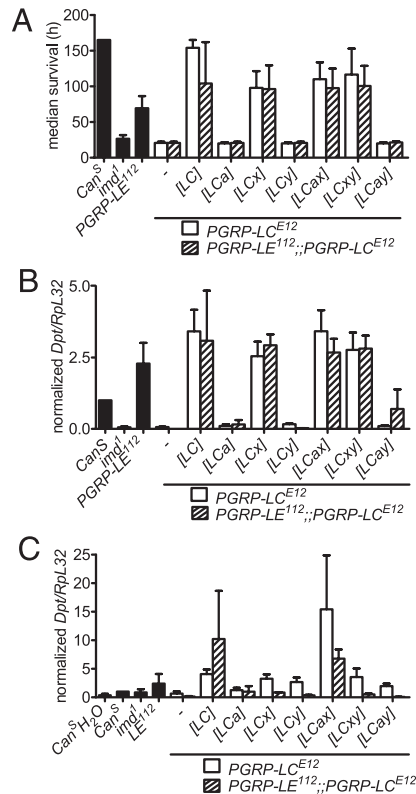 A
median survival (h)
200
150
100
50
0
Can^S
imd^1
PGRP-LE^112
-
[LC]
[LCa]
[LCx]
[LCy]
[LCax]
[LCxy]
[LCay]
PGRP-LC^E12
PGRP-LE^112;;PGRP-LC^E12
B
normalized Dpt/RpL32
5.0
2.5
0.0
Can^S
imd^1
PGRP-LE^112
-
[LC]
[LCa]
[LCx]
[LCy]
[LCax]
[LCxy]
[LCay]
PGRP-LC^E12
PGRP-LE^112;;PGRP-LC^E12
C
normalized Dpt/RpL32
25
20
15
10
5
0
Can^S H2O
Can^S
imd^1
LE^112
-
[LC]
[LCa]
[LCx]
[LCy]
[LCax]
[LCxy]
[LCay]
PGRP-LC^E12
PGRP-LE^112;;PGRP-LC^E12